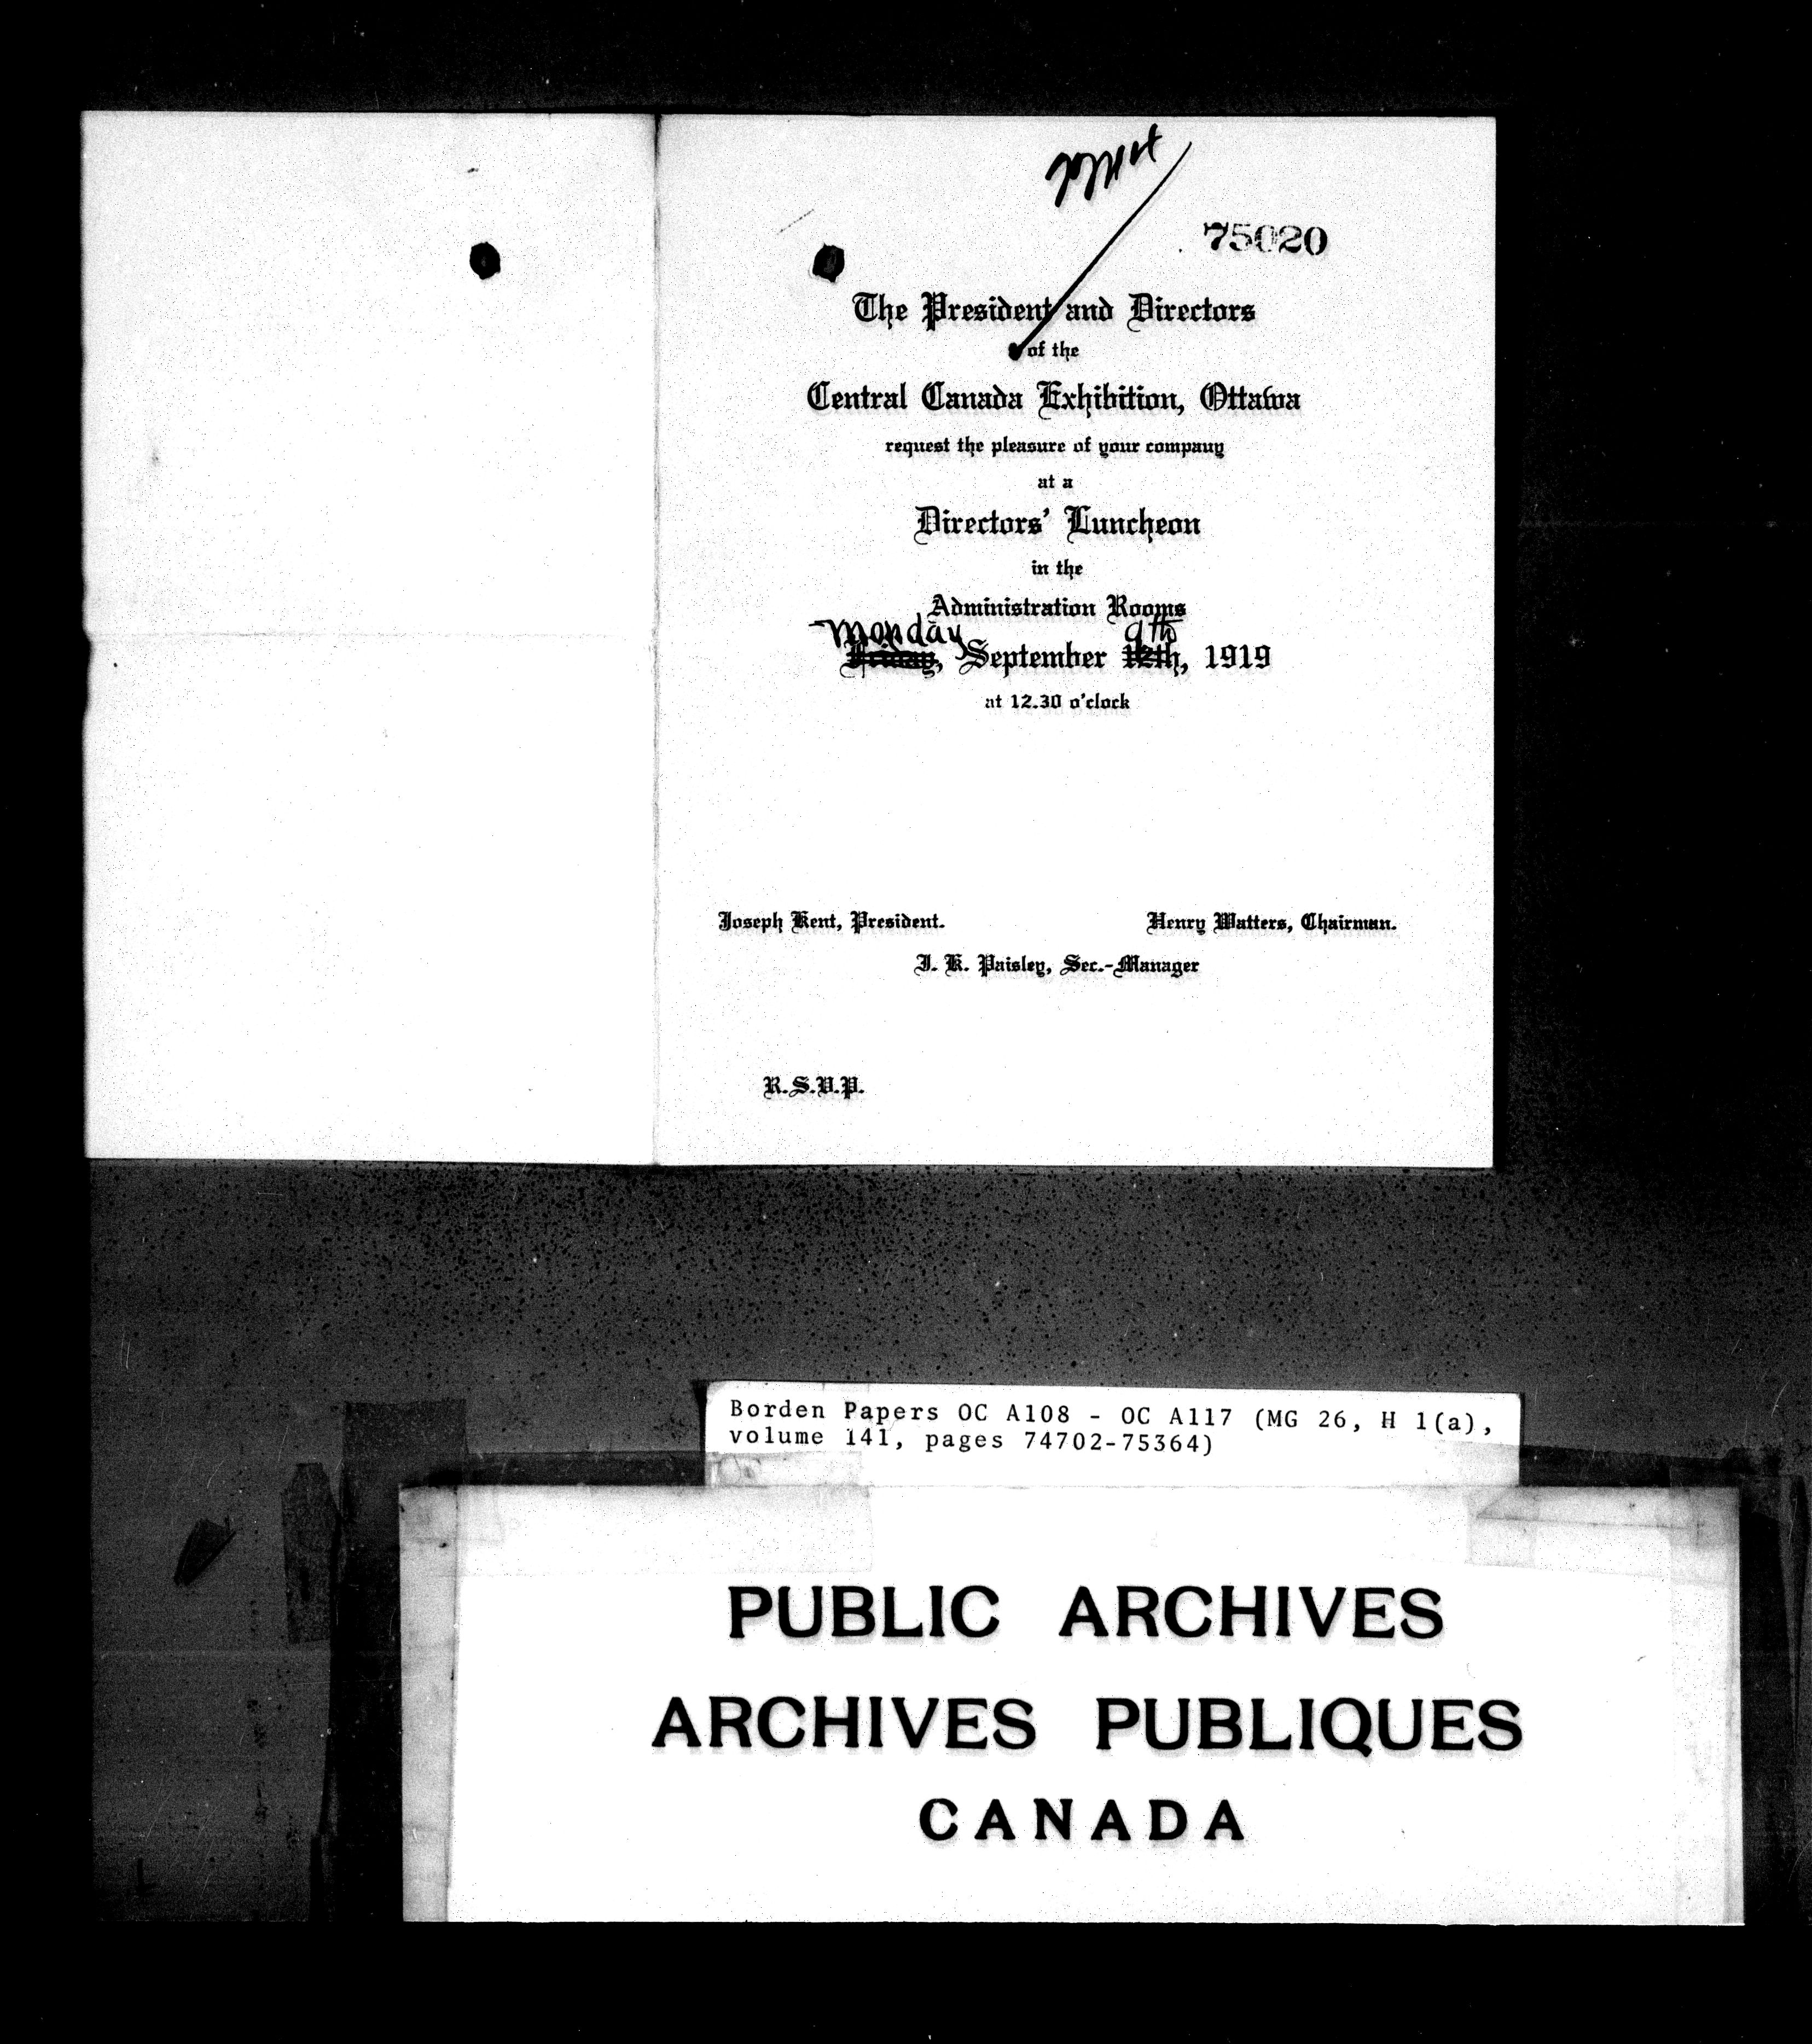 75020
The President and Directors
of the
Central Canada Exhibition, Ottawa
request the pleasure of your company
at a
Directors' Luncheon
in the
Administration Rooms
Monday 9th
Friday, September 12th, 1919
at 12.30 o'clock
Joseph Kent, President. Henry Watters, Chairman.
J. K. Paisley, Sec.-Manager
R.S.V.P.
Borden Papers OC A108 - OC A117 (MG 26, H 1(a),
volume 141, pages 74702-75364)
PUBLIC ARCHIVES
ARCHIVES PUBLIQUES
CANADA